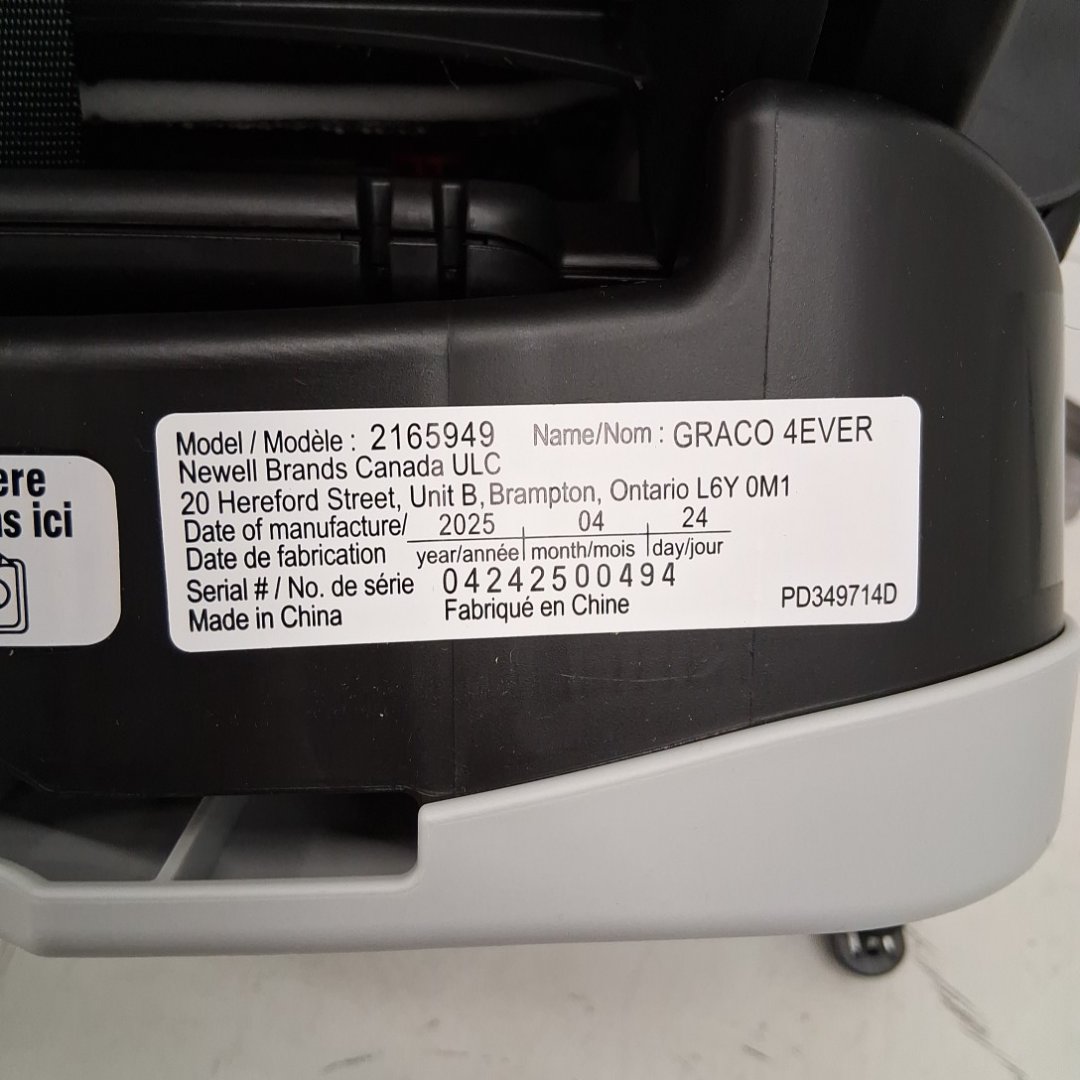 ere
s ici
Model / Modèle : 2165949 Name/Nom : GRACO 4EVER
Newell Brands Canada ULC
20 Hereford Street, Unit B, Brampton, Ontario L6Y 0M1
Date of manufacture/ 2025 04 24
Date de fabrication year/année month/mois day/jour
Serial # / No. de série 04242500494
Made in China Fabriqué en Chine PD349714D